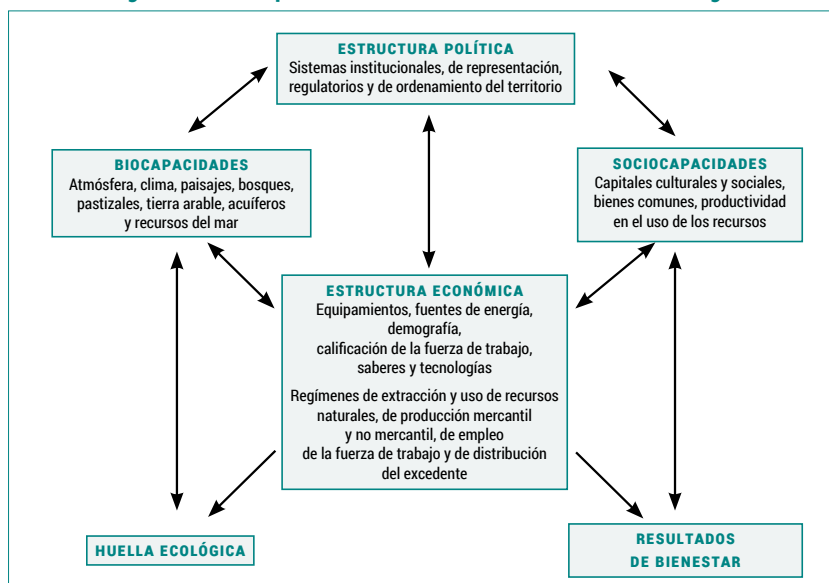 ESTRUCTURA POLÍTICA
Sistemas institucionales, de representación,
regulatorios y de ordenamiento del territorio
BIOCAPACIDADES
Atmósfera, clima, paisajes, bosques,
pastizales, tierra arable, acuíferos
y recursos del mar
SOCIOCAPACIDADES
Capitales culturales y sociales,
bienes comunes, productividad
en el uso de los recursos
ESTRUCTURA ECONÓMICA
Equipamientos, fuentes de energía,
demografía,
calificación de la fuerza de trabajo,
saberes y tecnologías
Regímenes de extracción y uso de recursos
naturales, de producción mercantil
y no mercantil, de empleo
de la fuerza de trabajo y de distribución
del excedente
HUELLA ECOLÓGICA
RESULTADOS
DE BIENESTAR